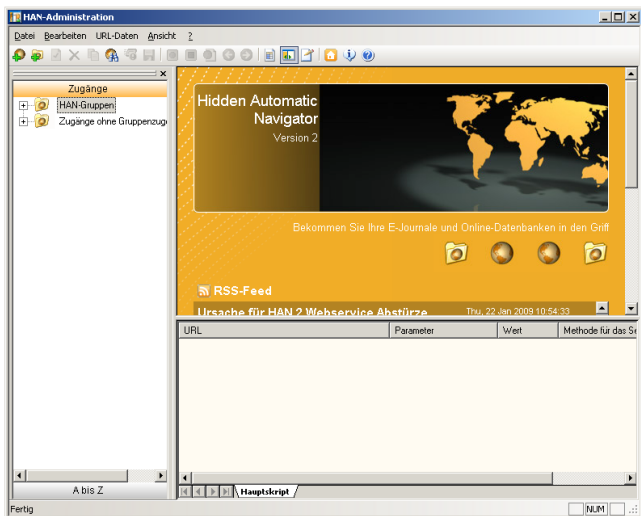 HAN-Administration
Datei Bearbeiten URL-Daten Ansicht ?
Zugänge
HAN-Gruppen
Zugänge ohne Gruppenzug
A bis Z
Hidden Automatic
Navigator
Version 2
Bekommen Sie Ihre E-Journale und Online-Datenbanken in den Griff
RSS-Feed
Ursache für HAN 2 Webservice Abstürze Thu, 22 Jan 2009 10:54:33
URL Parameter Wert Methode für das Se
Hauptskript
Fertig NUM